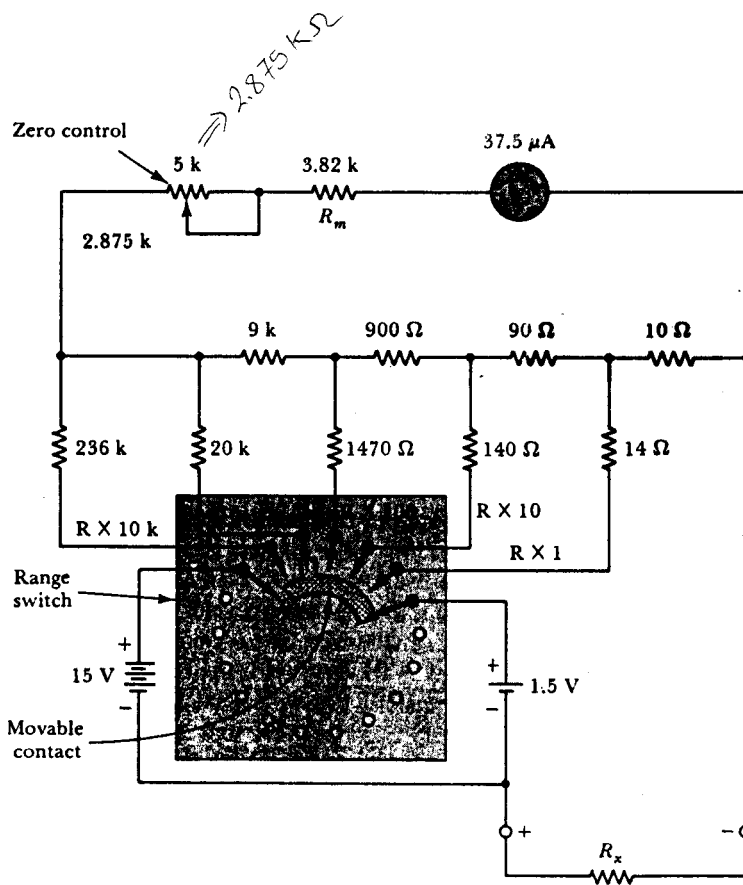 ⇒ 2.875 kΩ
Zero control
5 k
3.82 k
37.5 µA
R_m
2.875 k
9 k
900 Ω
90 Ω
10 Ω
236 k
20 k
1470 Ω
140 Ω
14 Ω
R × 10 k
R × 10
R × 1
Range
switch
+
15 V
−
+
1.5 V
−
Movable
contact
+
−
R_x